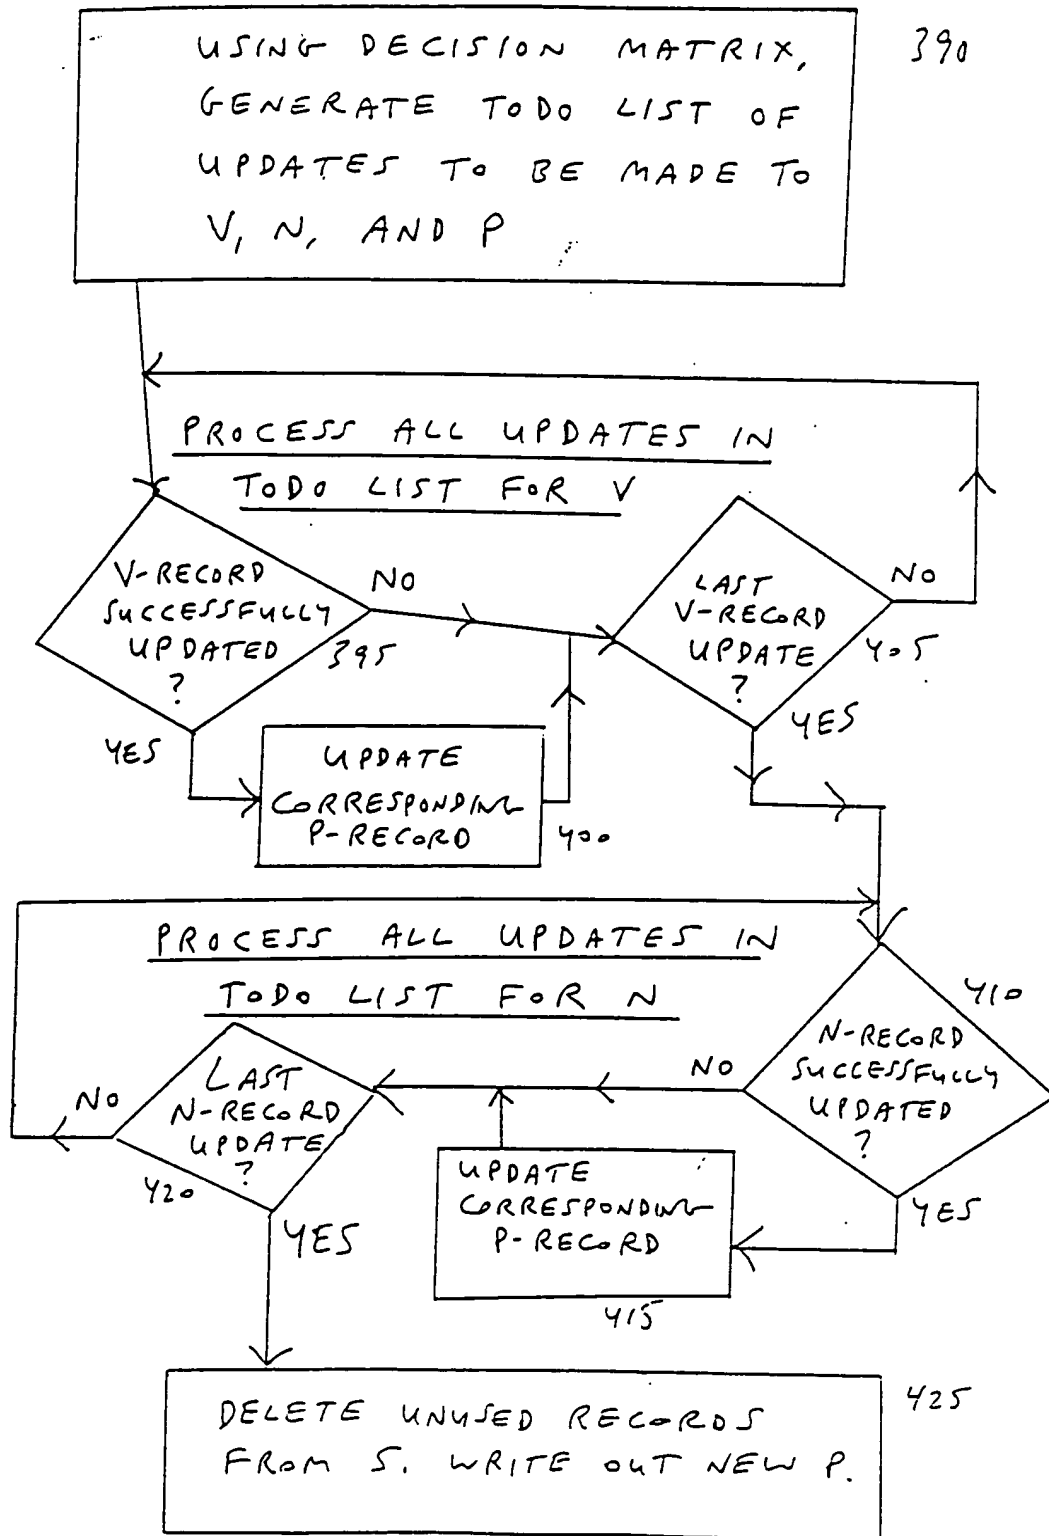 USING DECISION MATRIX,
GENERATE TODO LIST OF
UPDATES TO BE MADE TO
V, N, AND P
390
PROCESS ALL UPDATES IN
TODO LIST FOR V
V-RECORD
SUCCESSFULLY
UPDATED
?
395
NO
YES
UPDATE
CORRESPONDING
P-RECORD
400
LAST
V-RECORD
UPDATE
?
405
NO
YES
PROCESS ALL UPDATES IN
TODO LIST FOR N
410
N-RECORD
SUCCESSFULLY
UPDATED
?
NO
YES
UPDATE
CORRESPONDING
P-RECORD
415
LAST
N-RECORD
UPDATE
?
420
NO
YES
DELETE UNUSED RECORDS
FROM S. WRITE OUT NEW P.
425